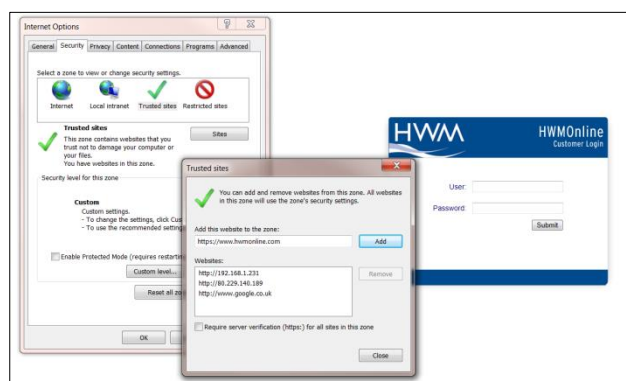 Internet Options
General Security Privacy Content Connections Programs Advanced
Select a zone to view or change security settings.
Internet Local intranet Trusted sites Restricted sites
Trusted sites
Sites
This zone contains websites that you
trust not to damage your computer or
your files.
You have websites in this zone.
Security level for this zone
Custom
Custom settings.
- To change the settings, click Cus
- To use the recommended settings
Enable Protected Mode (requires restarting
Custom level...
Reset all zo
OK
Trusted sites
You can add and remove websites from this zone. All websites
in this zone will use the zone's security settings.
Add this website to the zone:
https://www.hwmonline.com
Add
Websites:
http://192.168.1.231
http://80.229.140.189
http://www.google.co.uk
Remove
Require server verification (https:) for all sites in this zone
Close
HWM
HWMOnline
Customer Login
User:
Password:
Submit